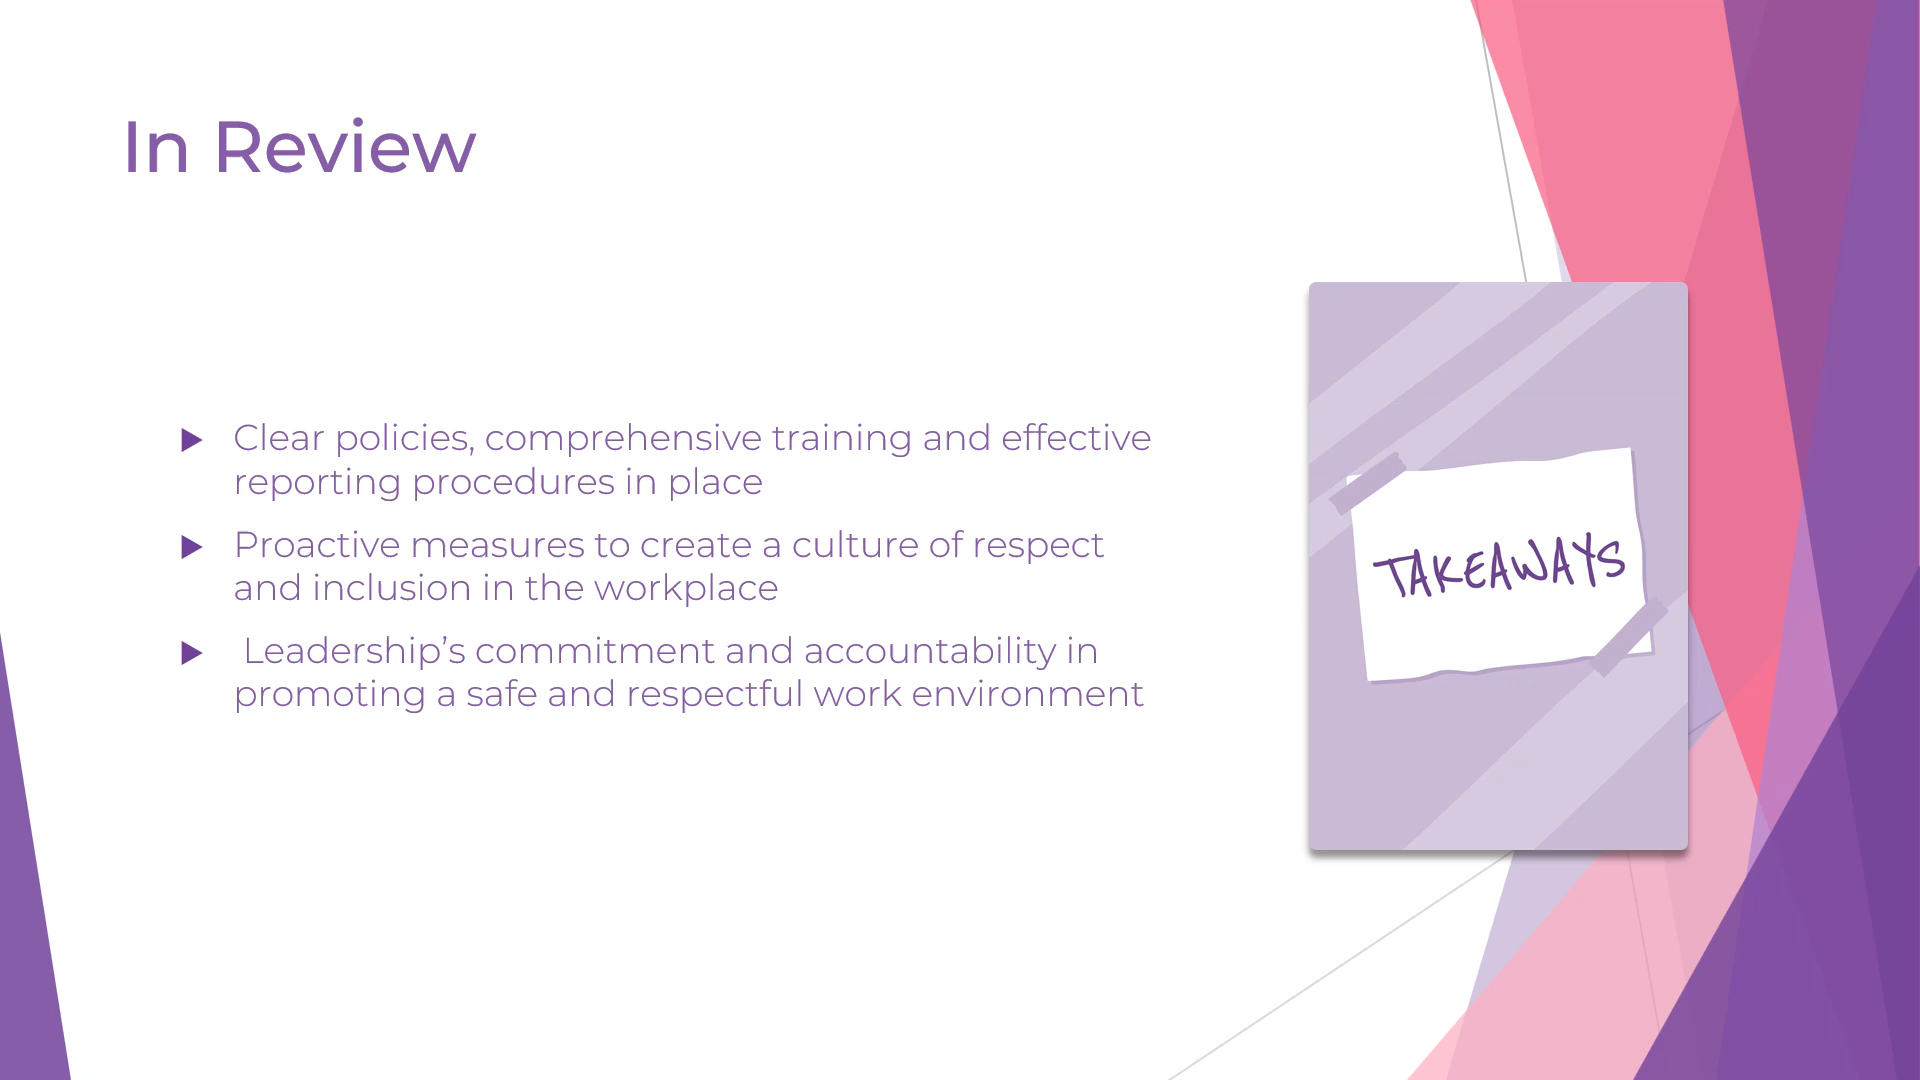 In Review
Clear policies, comprehensive training and effective
reporting procedures in place
Proactive measures to create a culture of respect
and inclusion in the workplace
Leadership’s commitment and accountability in
promoting a safe and respectful work environment
TAKEAWAYS